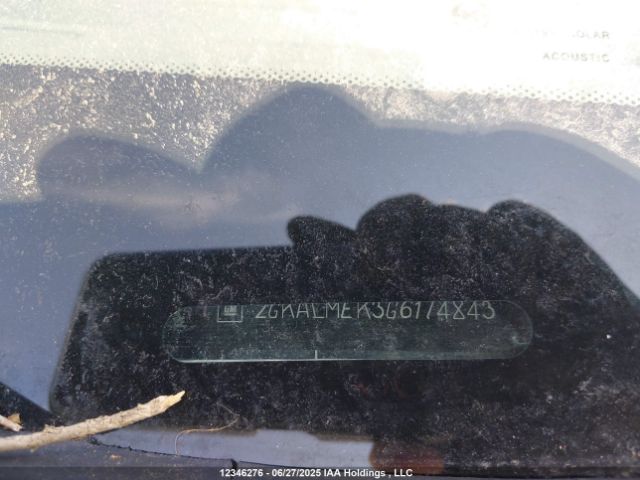 SOLAR
ACOUSTIC
2GKALMEK3G6174843
12346276 - 06/27/2025 IAA Holdings , LLC